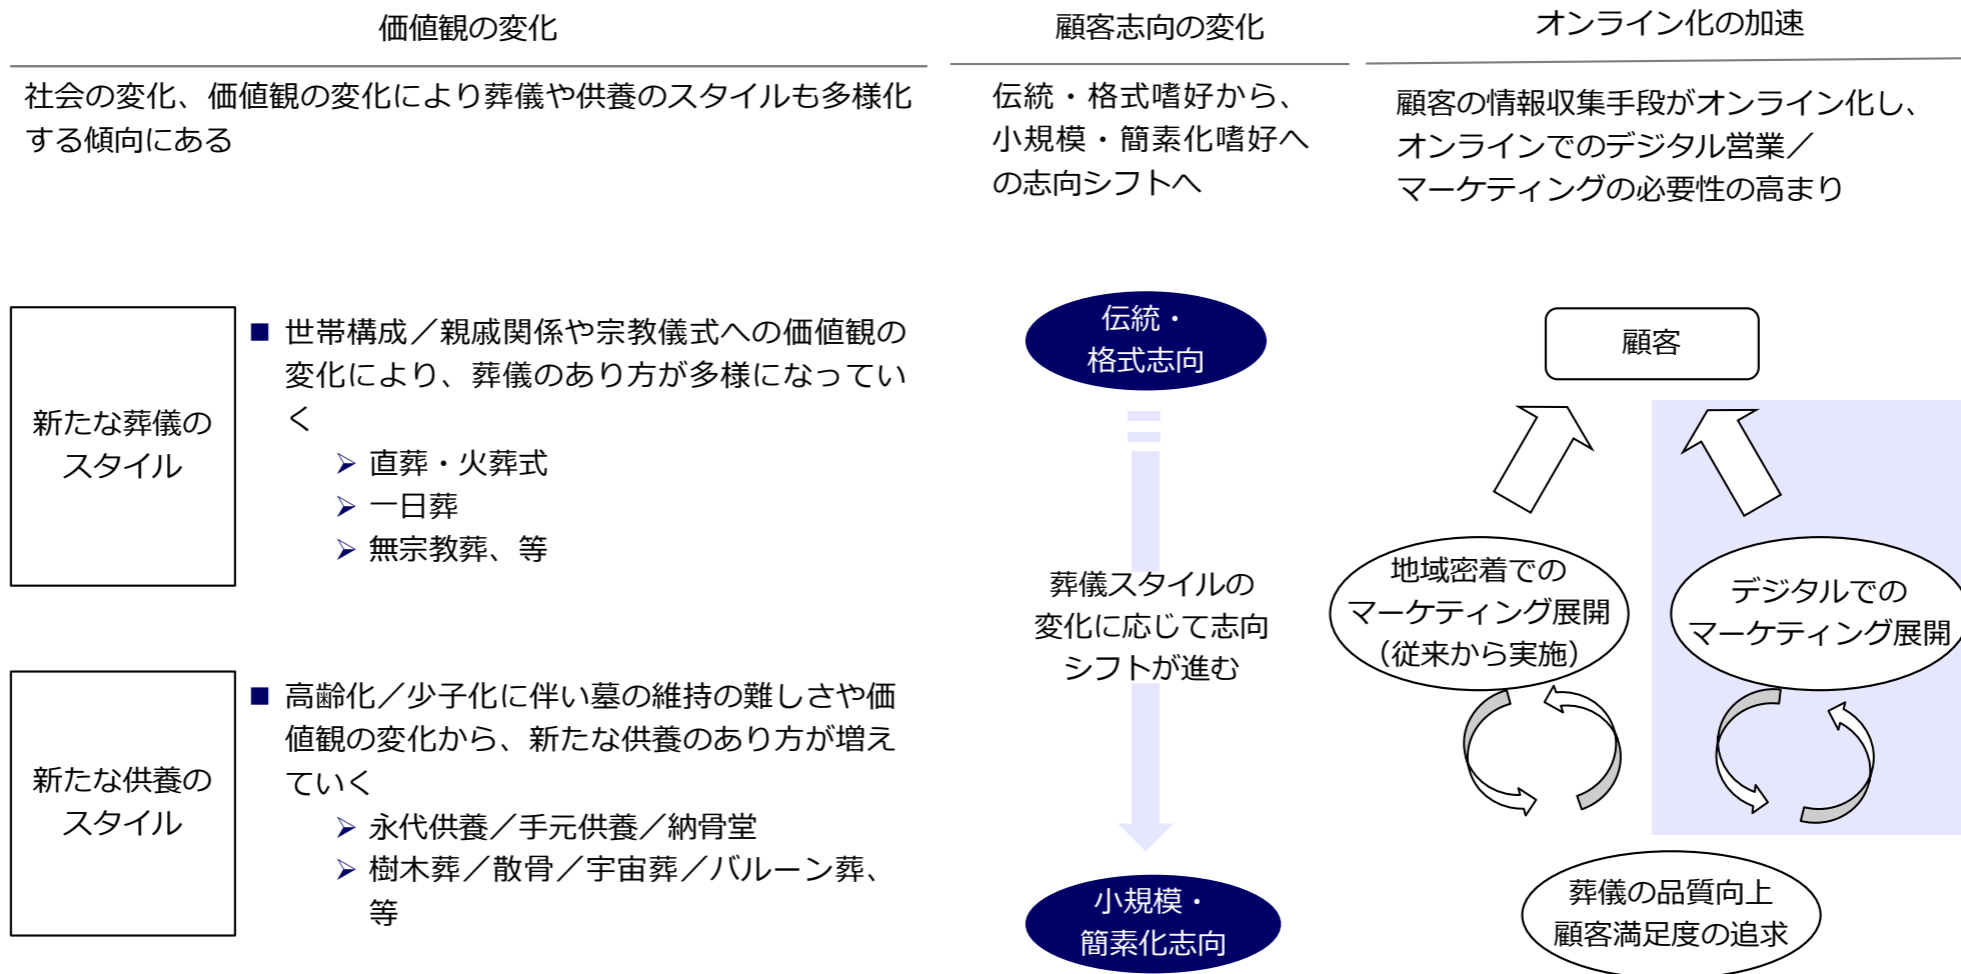 価値観の変化
社会の変化、価値観の変化により葬儀や供養のスタイルも多様化
する傾向にある
新たな葬儀の
スタイル
■ 世帯構成／親戚関係や宗教儀式への価値観の
変化により、葬儀のあり方が多様になってい
く
➢ 直葬・火葬式
➢ 一日葬
➢ 無宗教葬、等
新たな供養の
スタイル
■ 高齢化／少子化に伴い墓の維持の難しさや価
値観の変化から、新たな供養のあり方が増え
ていく
➢ 永代供養／手元供養／納骨堂
➢ 樹木葬／散骨／宇宙葬／バルーン葬、
等
顧客志向の変化
伝統・格式嗜好から、
小規模・簡素化嗜好へ
の志向シフトへ
伝統・
格式志向
葬儀スタイルの
変化に応じて志向
シフトが進む
小規模・
簡素化志向
オンライン化の加速
顧客の情報収集手段がオンライン化し、
オンラインでのデジタル営業／
マーケティングの必要性の高まり
顧客
地域密着での
マーケティング展開
（従来から実施）
デジタルでの
マーケティング展開
葬儀の品質向上
顧客満足度の追求